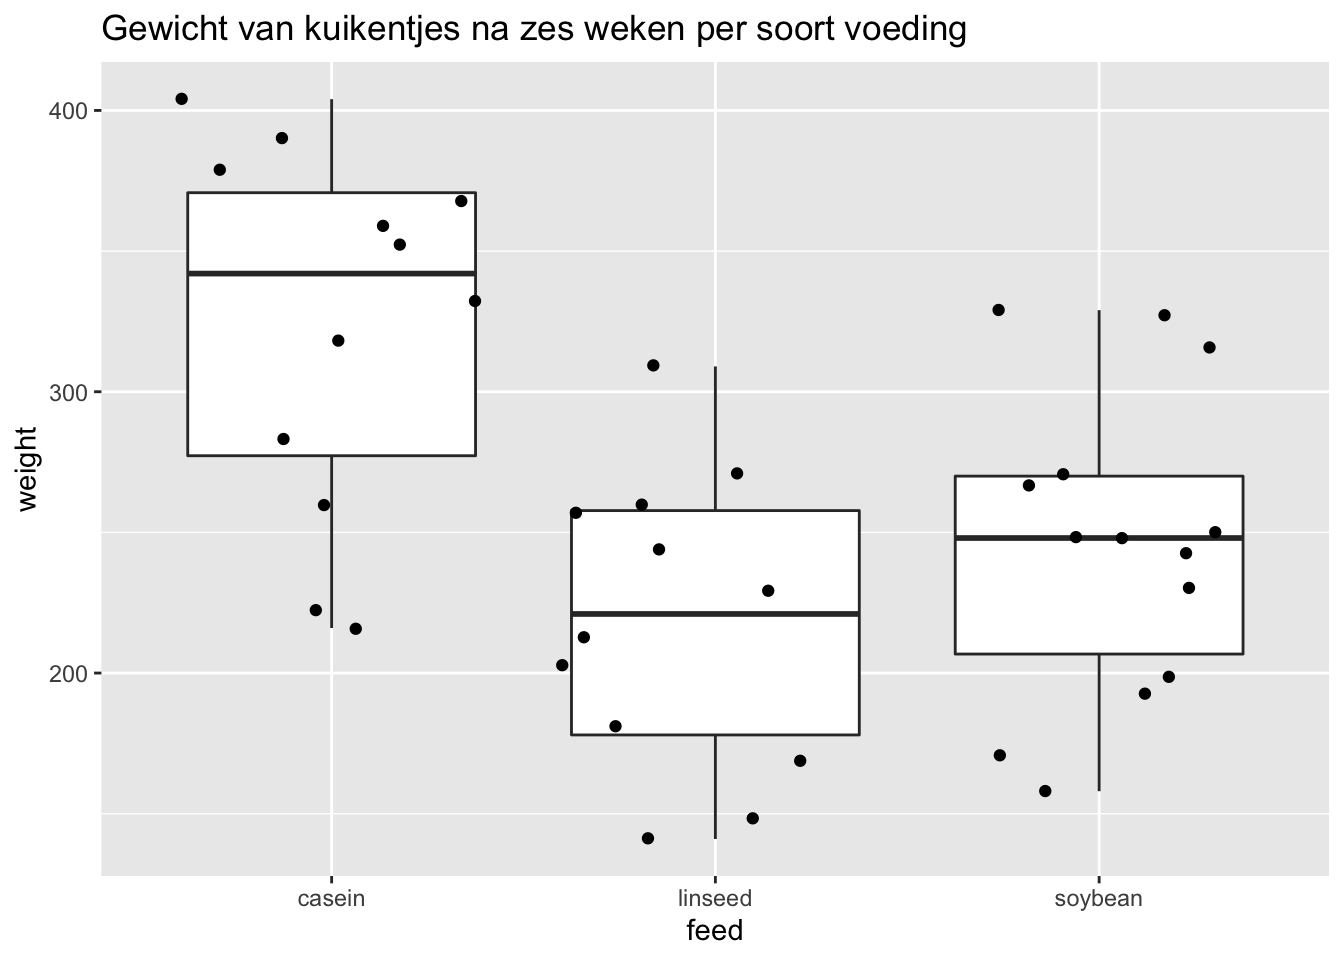 Gewicht van kuikentjes na zes weken per soort voeding
400
300
200
weight
casein linseed soybean
feed